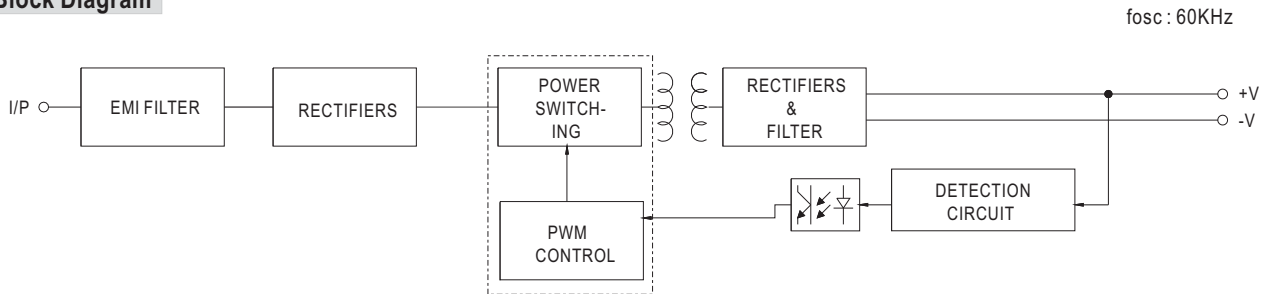 Block Diagram
fosc : 60KHz
I/P
EMI FILTER
RECTIFIERS
POWER
SWITCH-
ING
RECTIFIERS
&
FILTER
+V
-V
PWM
CONTROL
DETECTION
CIRCUIT